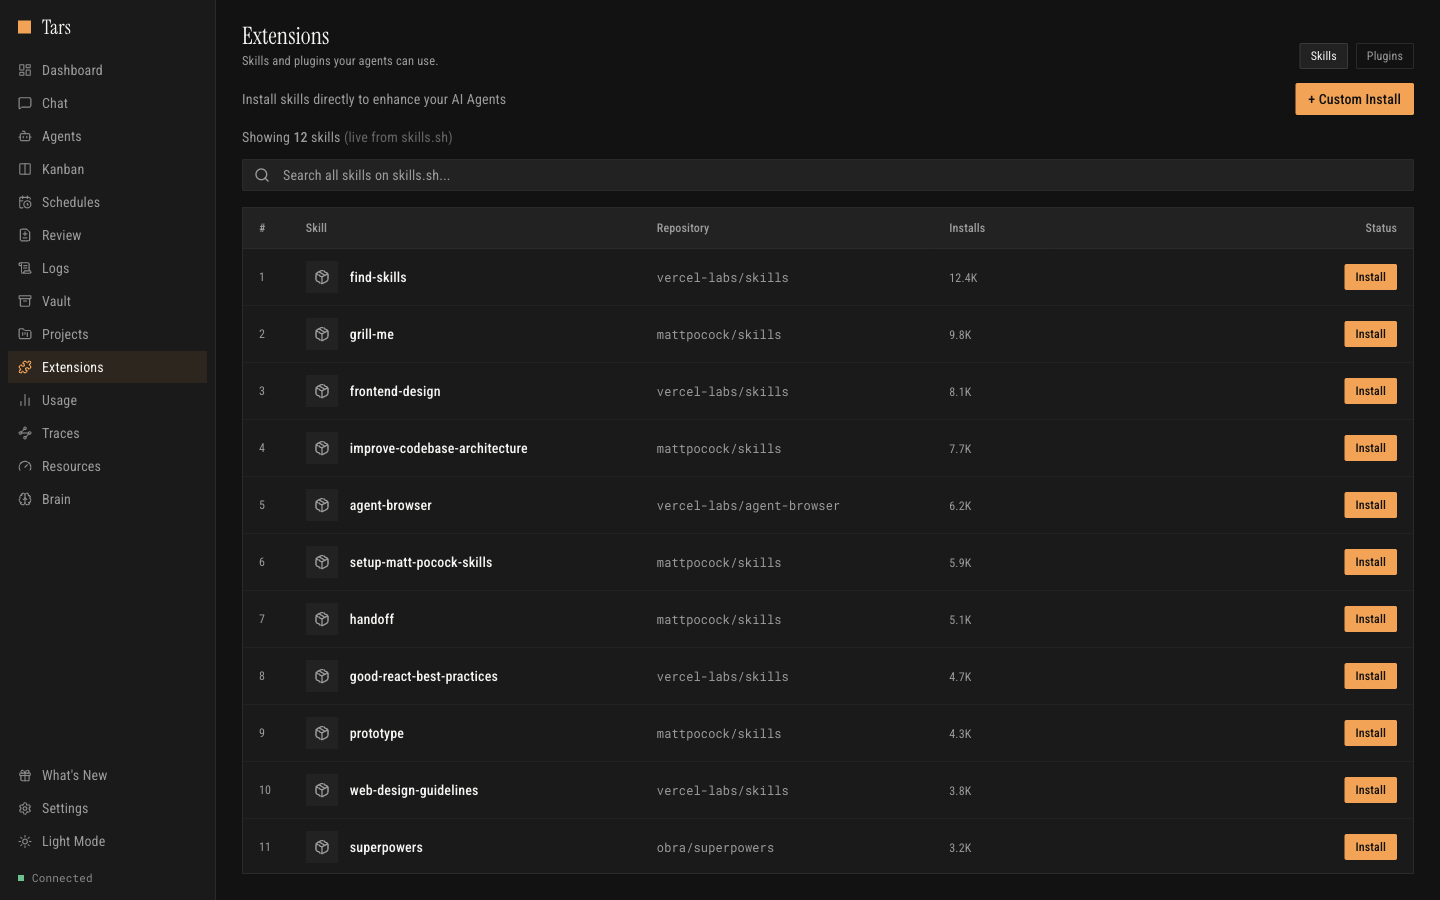 Tars
Dashboard
Chat
Agents
Kanban
Schedules
Review
Logs
Vault
Projects
Extensions
Usage
Traces
Resources
Brain
What's New
Settings
Light Mode
Connected
Extensions
Skills and plugins your agents can use.
Skills Plugins
Install skills directly to enhance your AI Agents
+ Custom Install
Showing 12 skills (live from skills.sh)
Search all skills on skills.sh...
# Skill Repository Installs Status
1 find-skills vercel-labs/skills 12.4K Install
2 grill-me mattpocock/skills 9.8K Install
3 frontend-design vercel-labs/skills 8.1K Install
4 improve-codebase-architecture mattpocock/skills 7.7K Install
5 agent-browser vercel-labs/agent-browser 6.2K Install
6 setup-matt-pocock-skills mattpocock/skills 5.9K Install
7 handoff mattpocock/skills 5.1K Install
8 good-react-best-practices vercel-labs/skills 4.7K Install
9 prototype mattpocock/skills 4.3K Install
10 web-design-guidelines vercel-labs/skills 3.8K Install
11 superpowers obra/superpowers 3.2K Install